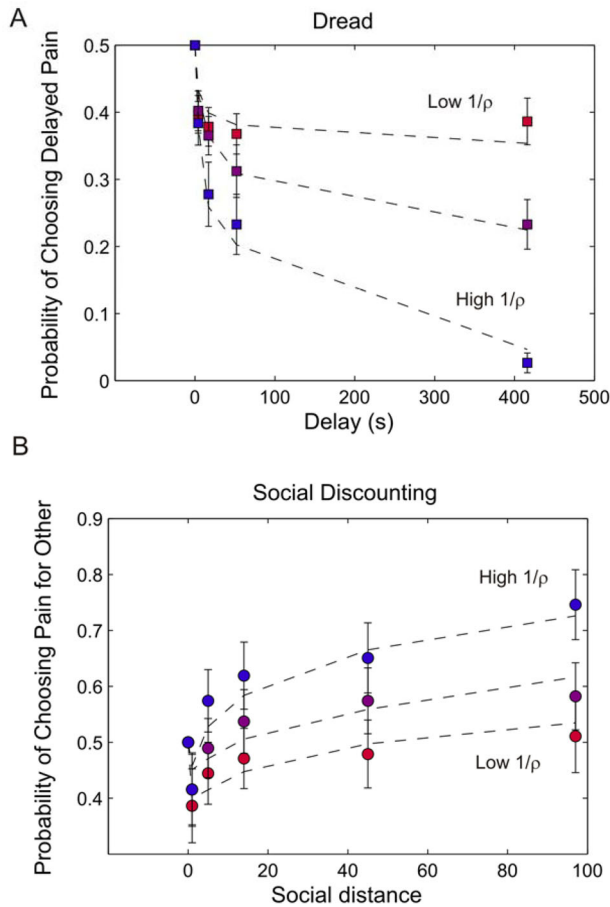 A
Dread
Probability of Choosing Delayed Pain
0.5
0.4
0.3
0.2
0.1
0
Low 1/ρ
High 1/ρ
0 100 200 300 400 500
Delay (s)
B
Social Discounting
Probability of Choosing Pain for Other
0.9
0.8
0.7
0.6
0.5
0.4
High 1/ρ
Low 1/ρ
0 20 40 60 80 100
Social distance